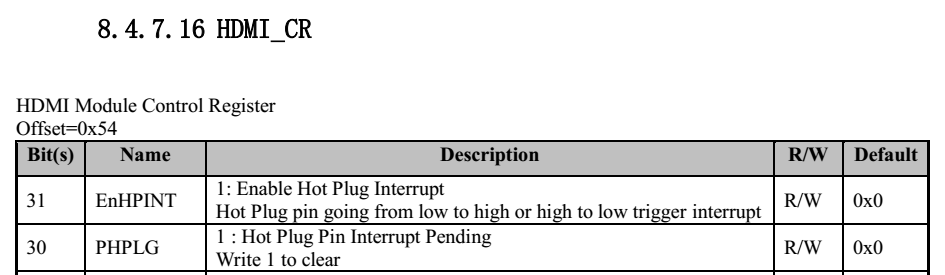 8.4.7.16 HDMI_CR
HDMI Module Control Register
Offset=0x54
Bit(s) Name Description R/W Default
31 EnHPINT 1: Enable Hot Plug Interrupt R/W 0x0
Hot Plug pin going from low to high or high to low trigger interrupt
30 PHPLG 1 : Hot Plug Pin Interrupt Pending R/W 0x0
Write 1 to clear